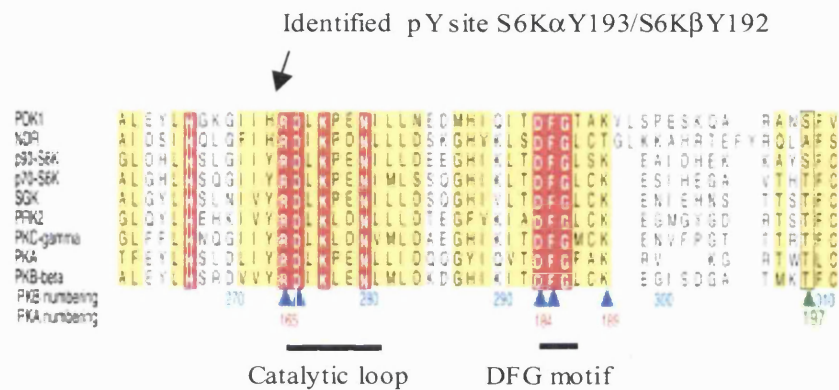 Identified pY site S6KαY193/S6KβY192
PDK1 A L E Y L H G K G I I H R D L K P E N I L L N E D M H I Q I T D F G T A K V L S P E S K Q A R A N S F V
NDR A I D S I H Q L G F I H R D I K P D N L L L D S K G H V K L S D F G L C T G L K K A H R T E F Y R Q L A F S
p90-S6K G L D H L H S L G I I Y R D L K P E N I L L D E E G H I K L T D F G L S K E A I D H E K K A Y S F C
p70-S6K A L G H L H S Q G I I Y R D L K P E N I M L S S Q G H I K L T D F G L C K E S I H E G A V T H T F C
SGK A L G Y L H S L N I V Y R D L K P E N I L L D S Q G H I V L T D F G L C K E N I E H N S T T S T F C
PRK2 G L Q Y L H E H K I V Y R D L K L D N L L L D T E G F V K I A D F G L C K E G M G Y G D R T S T F C
PKC-gamma G L F F L H N Q G I I Y R D L K L D N V M L D A E G H I K I T D F G M C K E N V F P G T T T R T F C
PKA T F E Y L H S L D L I Y R D L K P E N L L I D Q Q G Y I Q V T D F G F A K R V K G R T W T L C
PKB-beta A L E Y L H S R D V V Y R D I K L E N L M L D K D G H I K I T D F G L C K E G I S D G A T M K T F C
PKB numbering 270 280 290 300 310
PKA numbering 165 184 189 197
Catalytic loop DFG motif